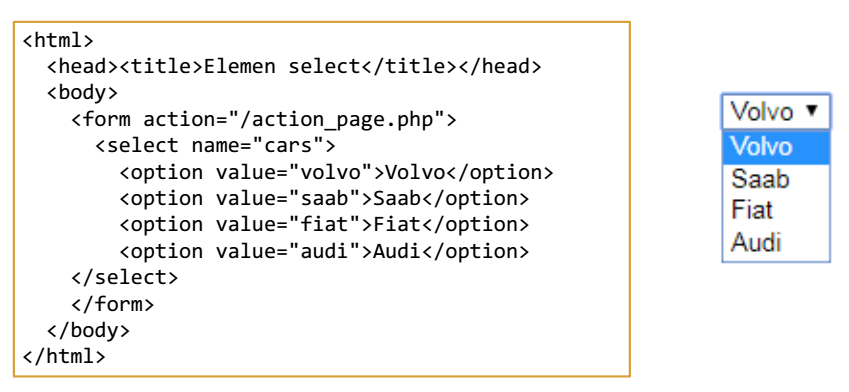 <html>
<head><title>Elemen select</title></head>
<body>
<form action="/action_page.php">
<select name="cars">
<option value="volvo">Volvo</option>
<option value="saab">Saab</option>
<option value="fiat">Fiat</option>
<option value="audi">Audi</option>
</select>
</form>
</body>
</html>
Volvo ▼
Volvo
Saab
Fiat
Audi